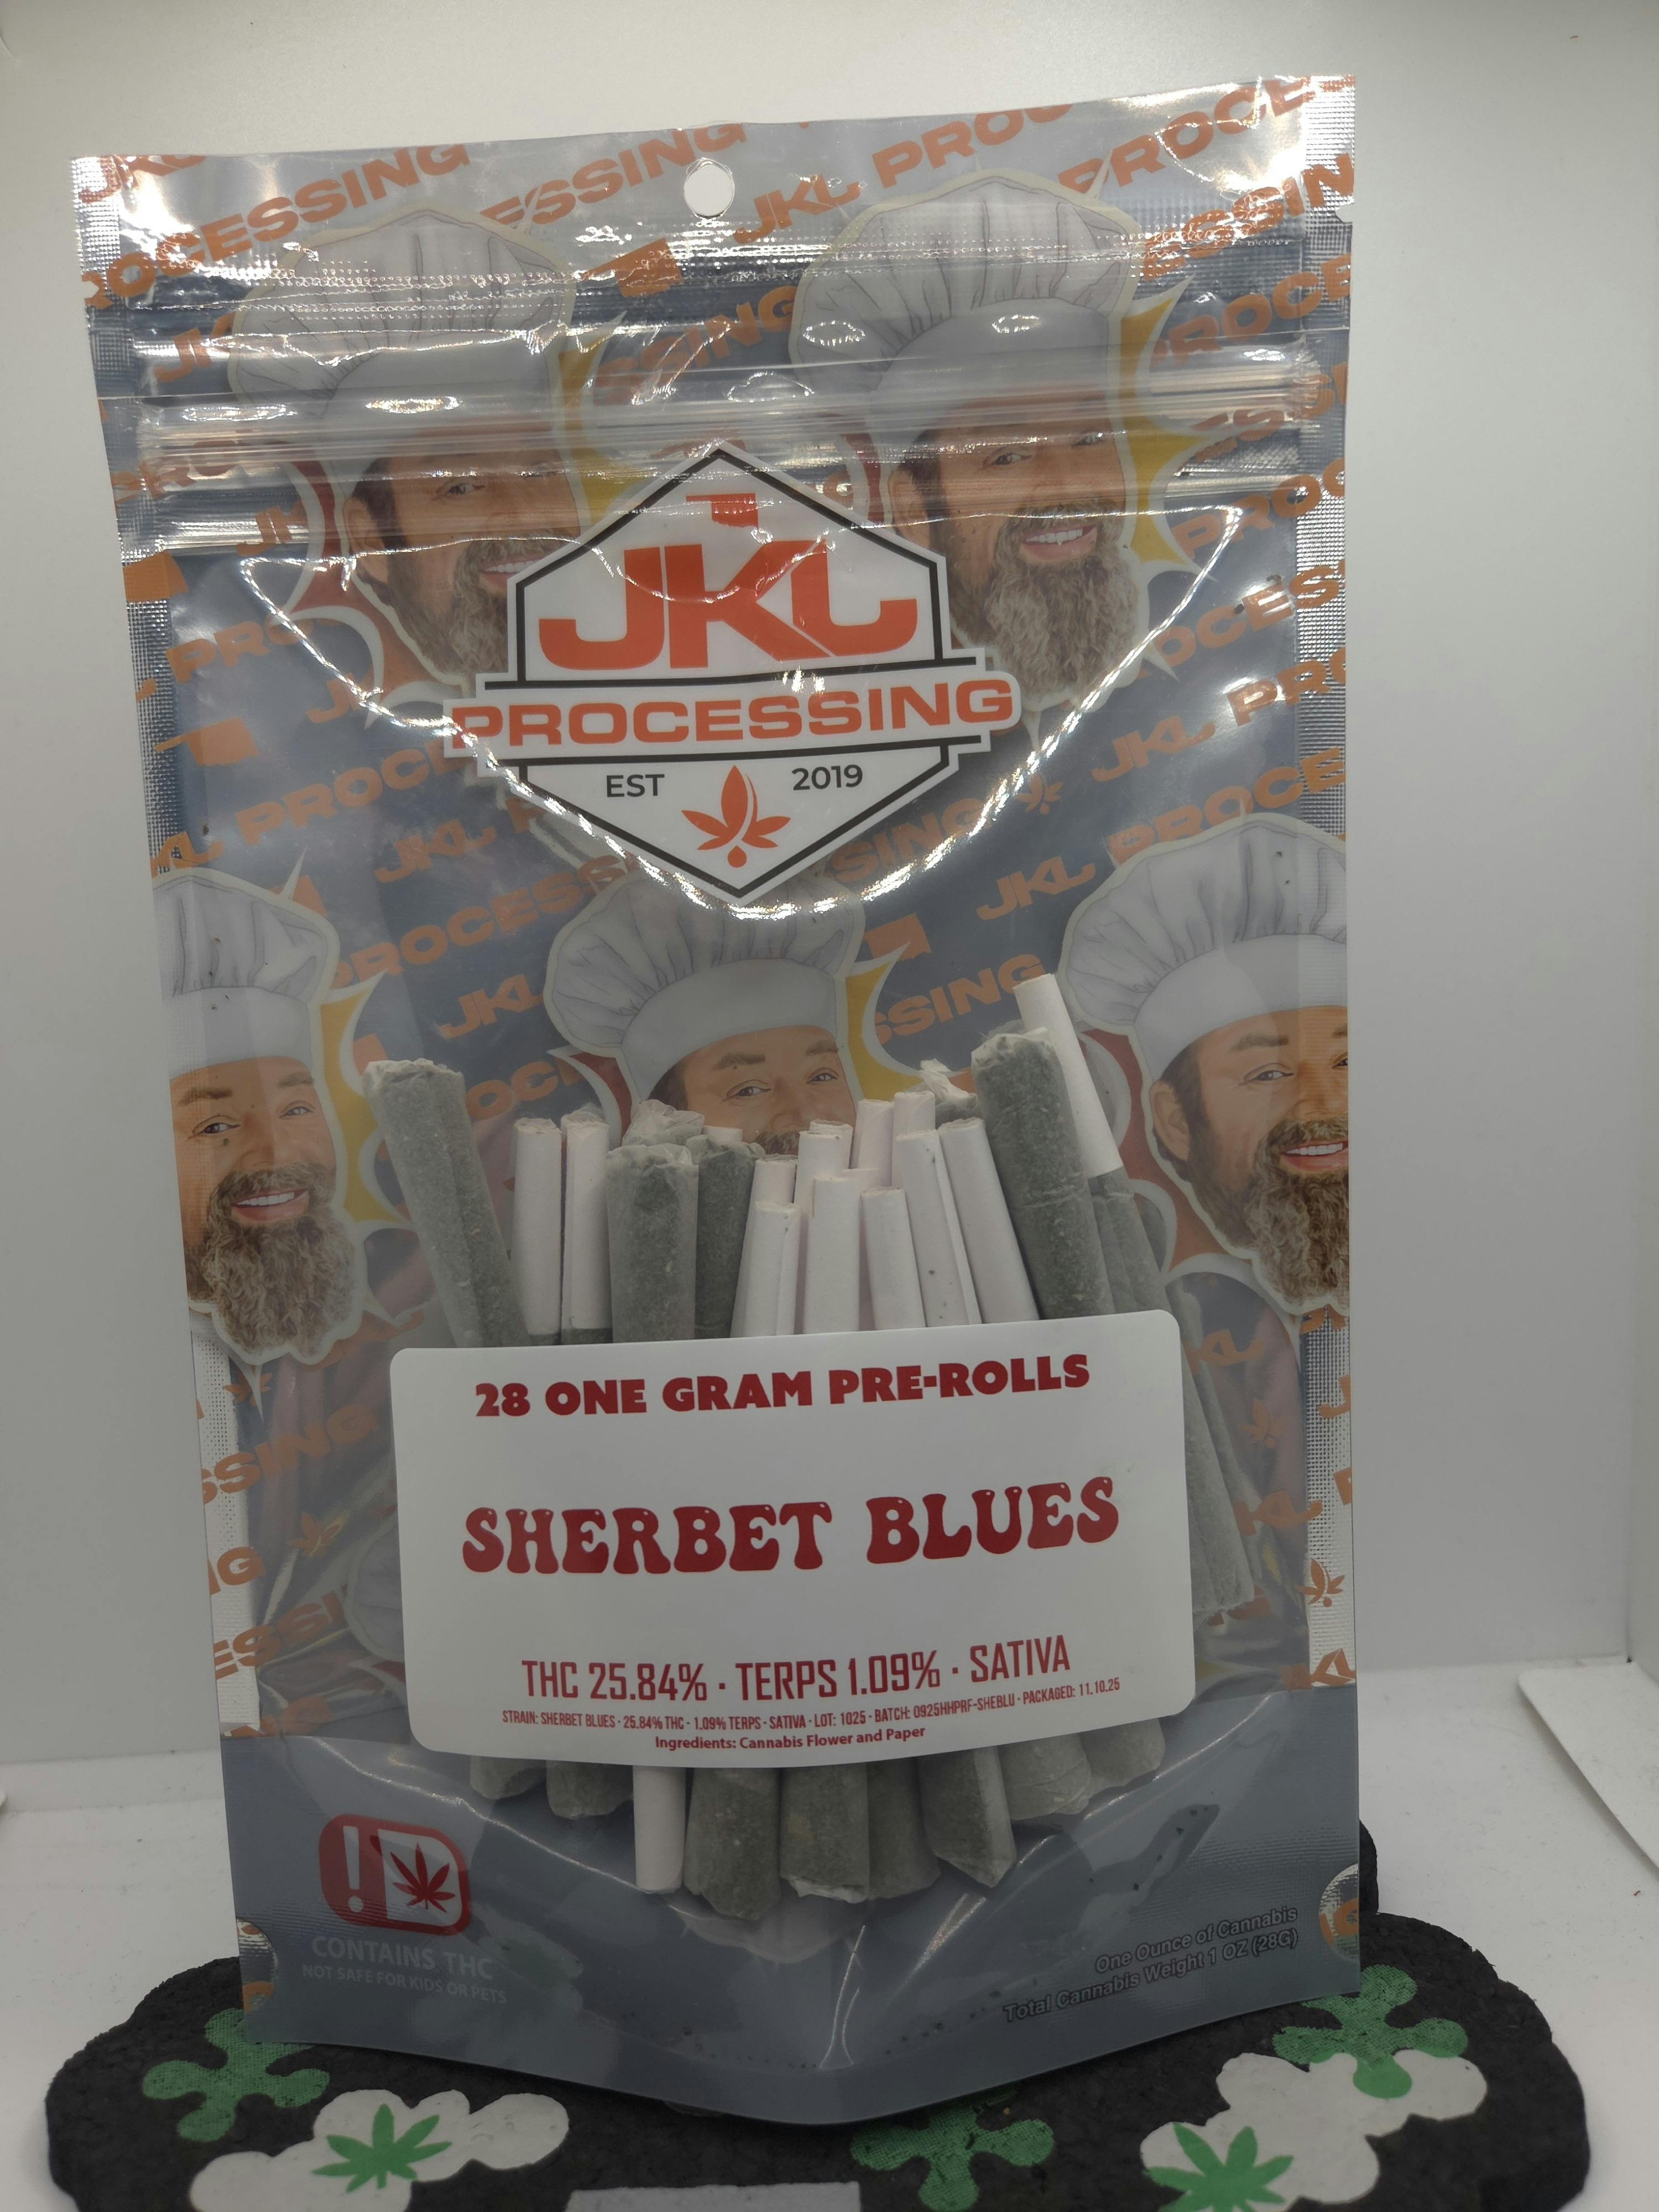 JKL
PROCESSING
EST 2019
28 ONE GRAM PRE-ROLLS
SHERBET BLUES
THC 25.84% · TERPS 1.09% · SATIVA
STRAIN: SHERBET BLUES · 25.84% THC · 1.09% TERPS · SATIVA · LOT: 1025 · BATCH: 0925HHPRF-SHEBLU · PACKAGED: 11.10.25
Ingredients: Cannabis Flower and Paper
!
CONTAINS THC
NOT SAFE FOR KIDS OR PETS
One Ounce of Cannabis
Total Cannabis Weight 1 OZ (28G)